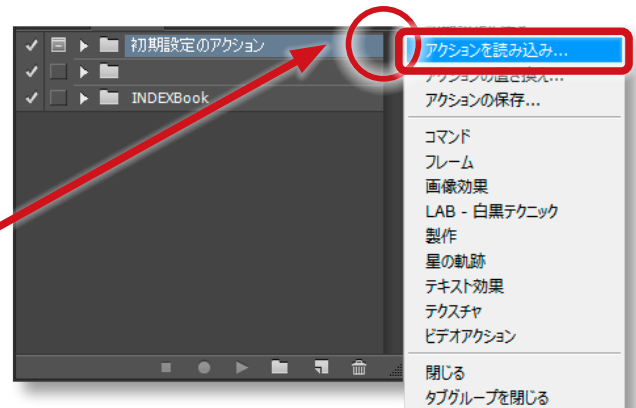 初期設定のアクション
INDEXBook
アクションを読み込み...
アクションの置き換え...
アクションの保存...
コマンド
フレーム
画像効果
LAB - 白黒テクニック
製作
星の軌跡
テキスト効果
テクスチャ
ビデオアクション
閉じる
タブグループを閉じる